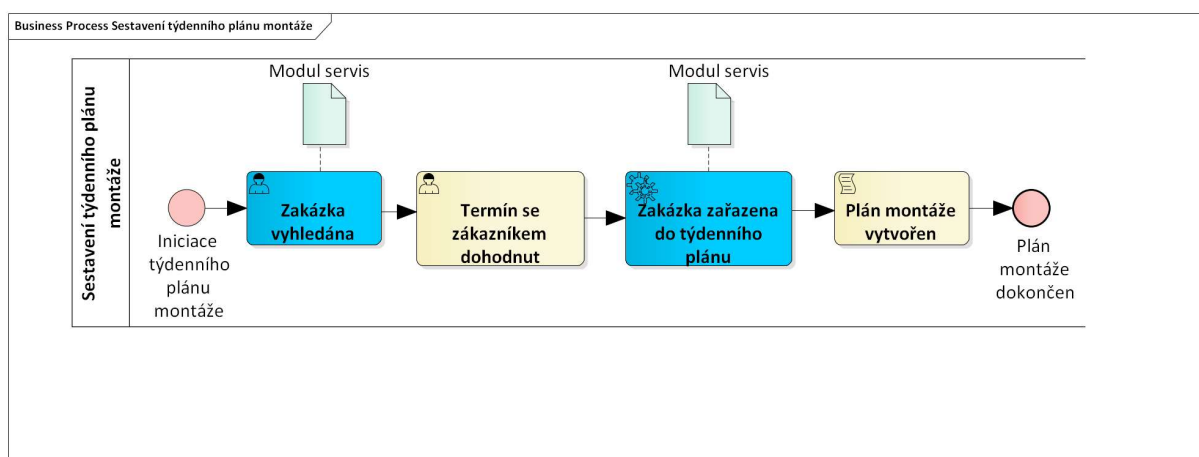 Business Process Sestavení týdenního plánu montáže
Sestavení týdenního plánu
montáže
Modul servis
Modul servis
Iniciace
týdenního
plánu
montáže
Zakázka
vyhledána
Termín se
zákazníkem
dohodnut
Zakázka zařazena
do týdenního
plánu
Plán montáže
vytvořen
Plán
montáže
dokončen